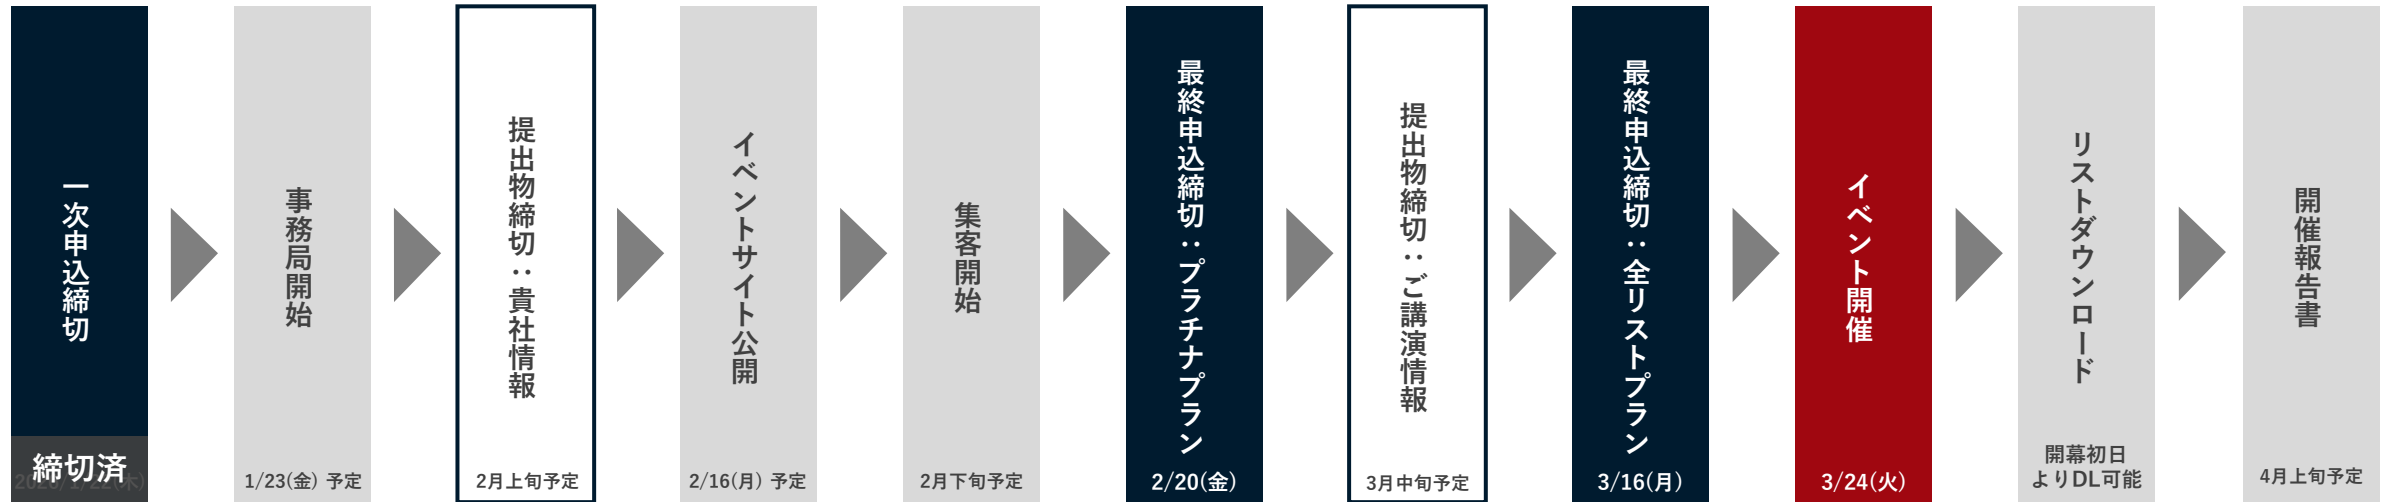 一次申込締切
締切済
2026/1/22(木)
事務局開始
1/23(金) 予定
提出物締切：貴社情報
2月上旬予定
イベントサイト公開
2/16(月) 予定
集客開始
2月下旬予定
最終申込締切：プラチナプラン
2/20(金)
提出物締切：ご講演情報
3月中旬予定
最終申込締切：全リストプラン
3/16(月)
イベント開催
3/24(火)
リストダウンロード
開幕初日
よりDL可能
開催報告書
4月上旬予定